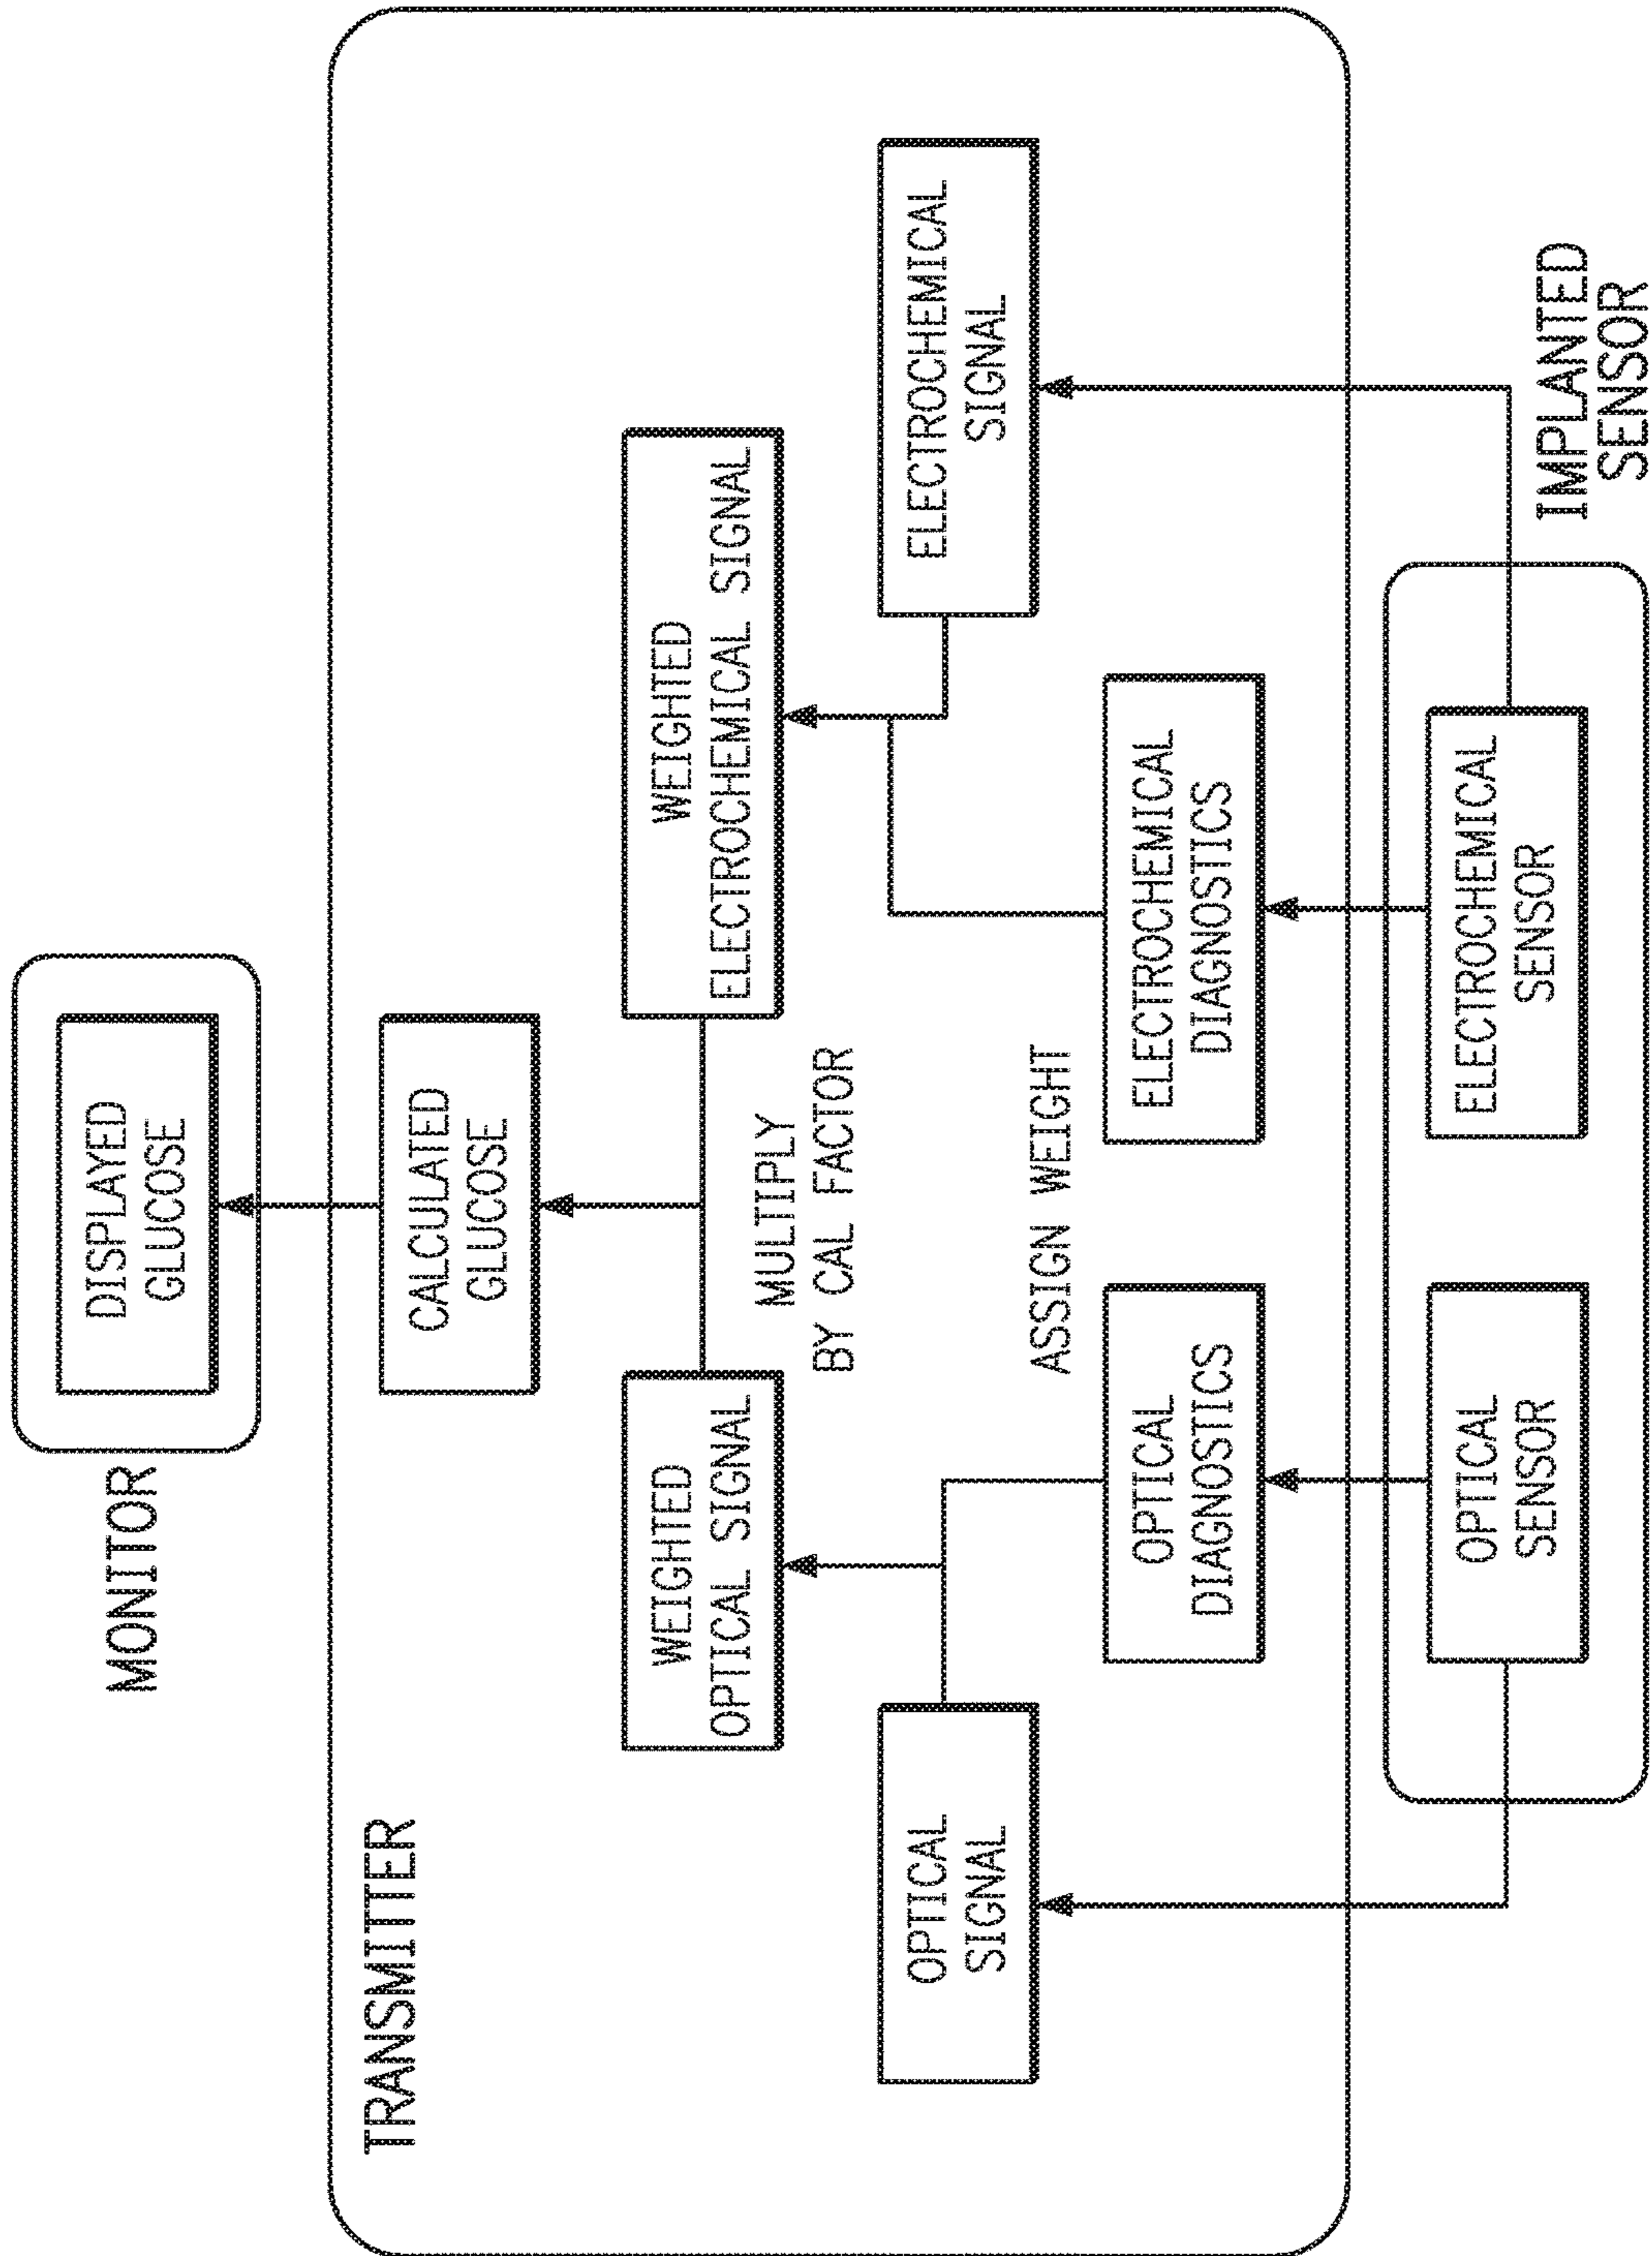 MONITOR
DISPLAYED
GLUCOSE
TRANSMITTER
CALCULATED
GLUCOSE
WEIGHTED
OPTICAL SIGNAL
WEIGHTED
ELECTROCHEMICAL SIGNAL
MULTIPLY
BY CAL FACTOR
OPTICAL
SIGNAL
ELECTROCHEMICAL
SIGNAL
ASSIGN WEIGHT
OPTICAL
DIAGNOSTICS
ELECTROCHEMICAL
DIAGNOSTICS
OPTICAL
SENSOR
ELECTROCHEMICAL
SENSOR
IMPLANTED
SENSOR